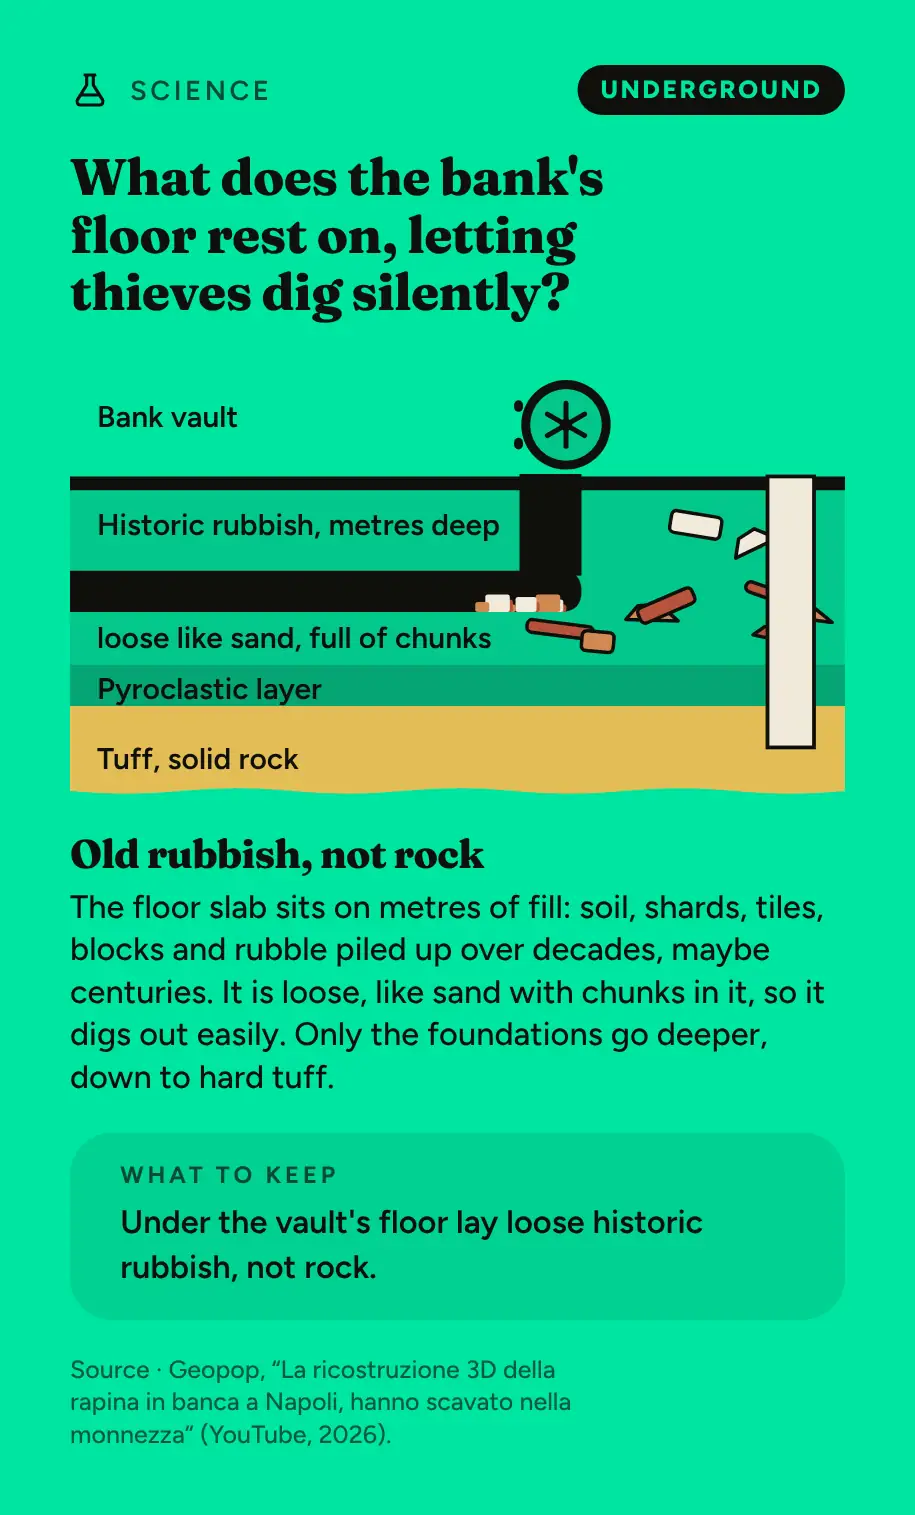 SCIENCE
UNDERGROUND
What does the bank's
floor rest on, letting
thieves dig silently?
Bank vault
Historic rubbish, metres deep
loose like sand, full of chunks
Pyroclastic layer
Tuff, solid rock
Old rubbish, not rock
The floor slab sits on metres of fill: soil, shards, tiles,
blocks and rubble piled up over decades, maybe
centuries. It is loose, like sand with chunks in it, so it
digs out easily. Only the foundations go deeper,
down to hard tuff.
WHAT TO KEEP
Under the vault's floor lay loose historic
rubbish, not rock.
Source · Geopop, “La ricostruzione 3D della
rapina in banca a Napoli, hanno scavato nella
monnezza” (YouTube, 2026).